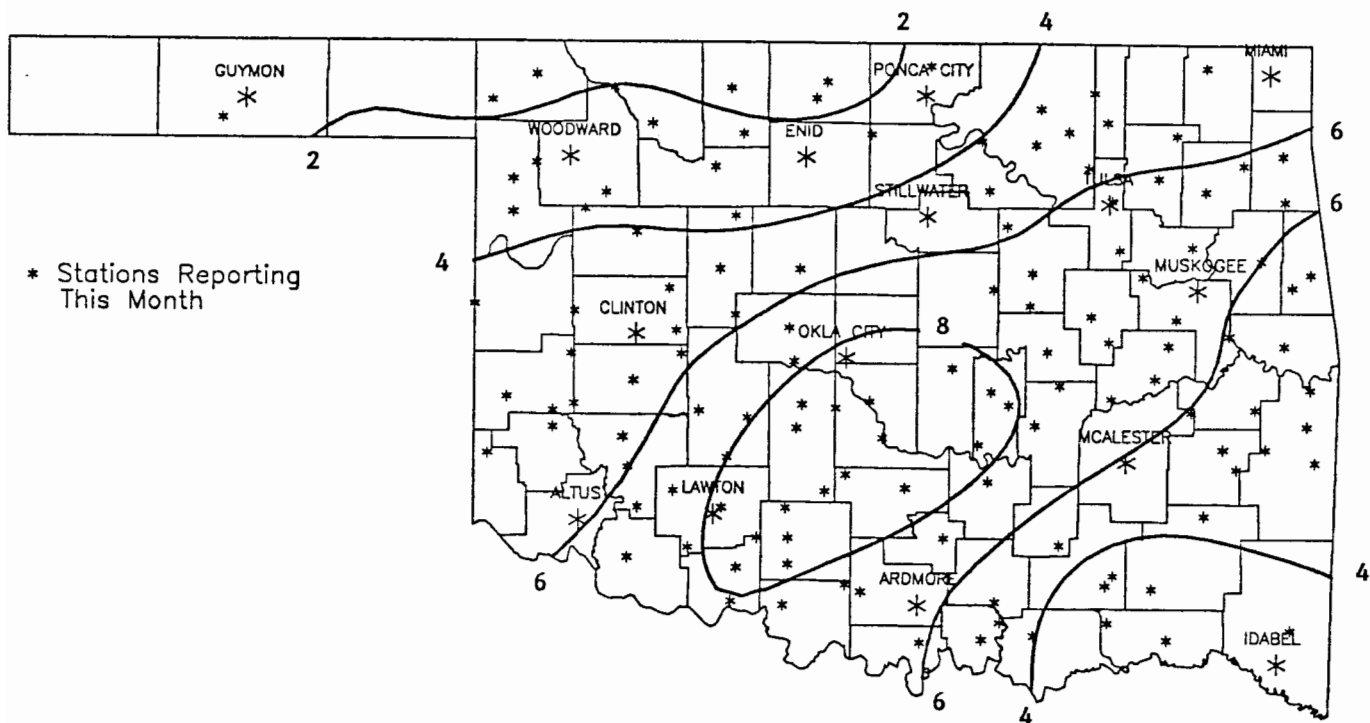 2 4
GUYMON
PONCA CITY
MIAMI
WOODWARD
ENID
2
6
STILLWATER
6
4
* Stations Reporting
This Month
MUSKOGEE
CLINTON
OKLA CITY
8
MCALESTER
ALTUS
LAWTON
6
ARDMORE
4
IDABEL
6
4